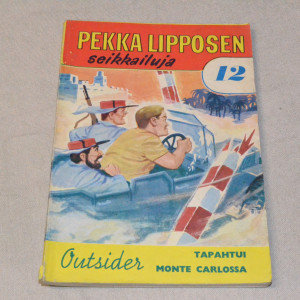 PEKKA LIPPOSEN
seikkailuja
12
Outsider
TAPAHTUI
MONTE CARLOSSA